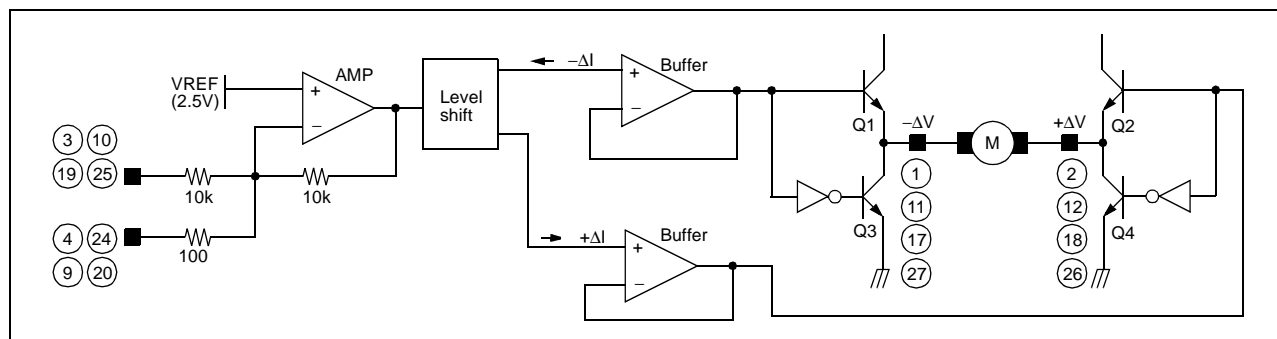 VREF
(2.5V)
AMP
+
−
Level
shift
3 10
19 25
10k
10k
4 24
9 20
100
−ΔI
Buffer
+
−
+ΔI
Buffer
+
−
Q1
Q2
−ΔV
M
+ΔV
Q3
Q4
1
11
17
27
2
12
18
26